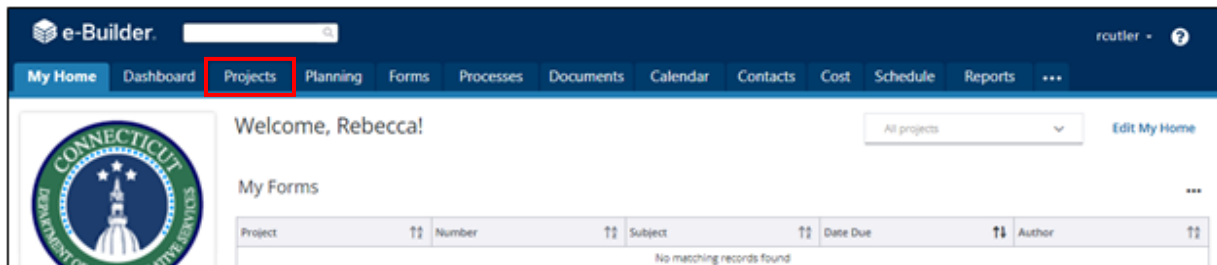 e-Builder.
rcutler
?
My Home Dashboard Projects Planning Forms Processes Documents Calendar Contacts Cost Schedule Reports •••
Welcome, Rebecca!
All projects
Edit My Home
CONNECTICUT
My Forms
•••
Project Number Subject Date Due Author
No matching records found